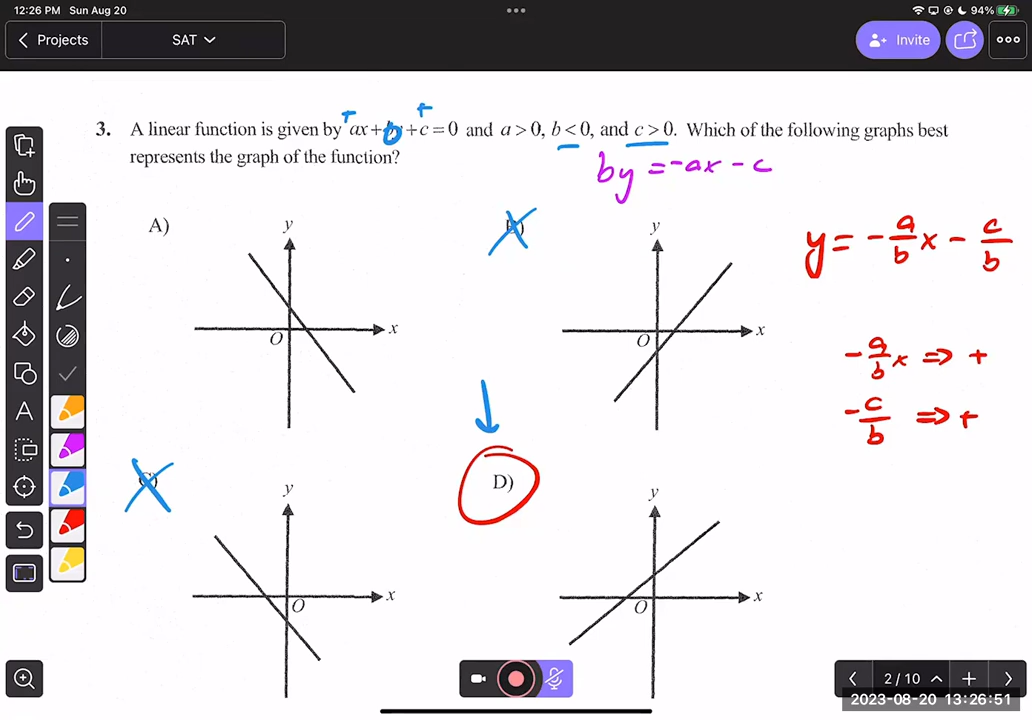 12:26 PM Sun Aug 20
94%
Projects
SAT
Invite
+ +
3. A linear function is given by ax + by + c = 0 and a > 0, b < 0, and c > 0. Which of the following graphs best
represents the graph of the function?
by = -ax - c
y = -a/b x - c/b
-a/b x => +
-c/b => +
A)
y
x
O
B)
y
x
O
C)
y
x
O
D)
y
x
O
A
2 / 10
2023-08-20 13:26:51